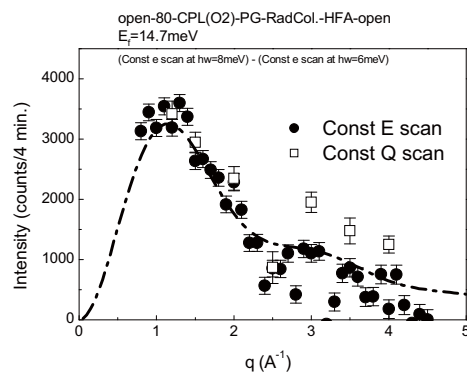 open-80-CPL(O2)-PG-RadCol.-HFA-open
E_f=14.7meV
(Const e scan at hw=8meV) - (Const e scan at hw=6meV)
4000
3000
2000
1000
0
Intensity (counts/4 min.)
Const E scan
Const Q scan
0 1 2 3 4 5
q (A⁻¹)